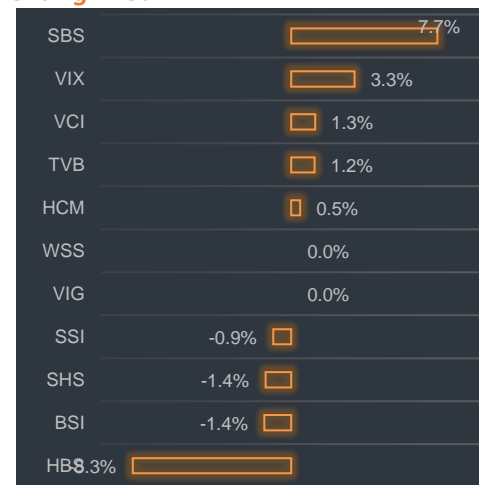 SBS 7.7%
VIX 3.3%
VCI 1.3%
TVB 1.2%
HCM 0.5%
WSS 0.0%
VIG 0.0%
SSI -0.9%
SHS -1.4%
BSI -1.4%
HBS -8.3%